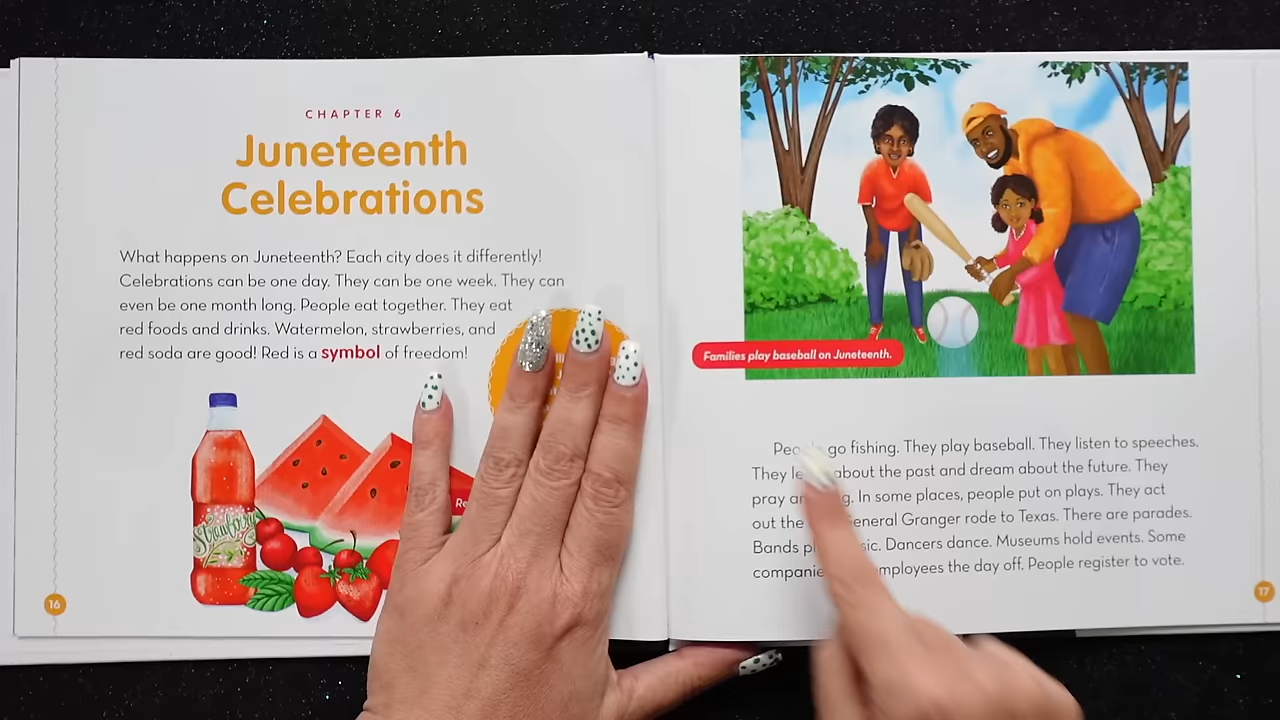 CHAPTER 6
Juneteenth
Celebrations
What happens on Juneteenth? Each city does it differently!
Celebrations can be one day. They can be one week. They can
even be one month long. People eat together. They eat
red foods and drinks. Watermelon, strawberries, and
red soda are good! Red is a symbol of freedom!
Strawberry
Re
16
Families play baseball on Juneteenth.
go fishing. They play baseball. They listen to speeches.
They about the past and dream about the future. They
pray In some places, people put on plays. They act
out the General Granger rode to Texas. There are parades.
Bands Dancers dance. Museums hold events. Some
employees the day off. People register to vote.
17